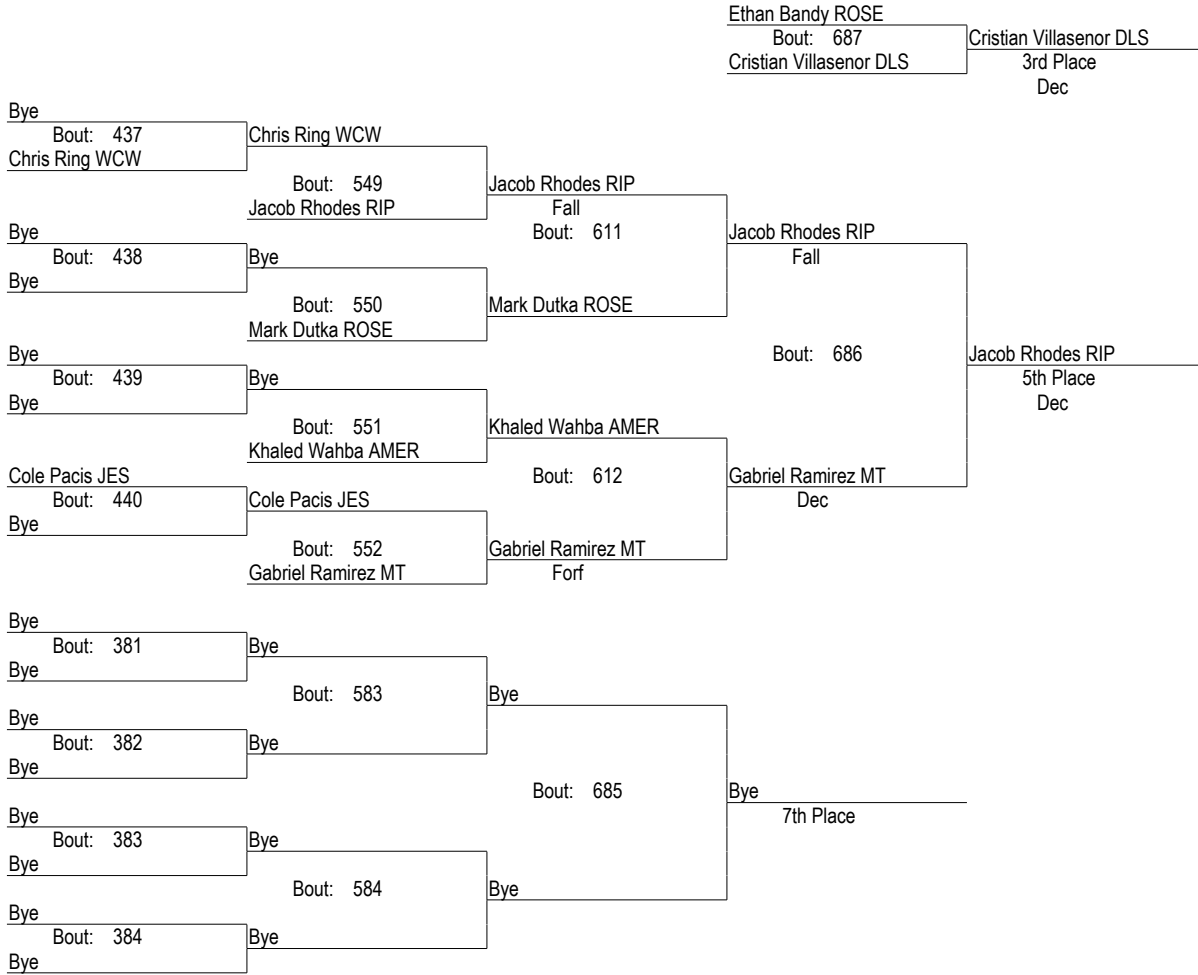 Ethan Bandy ROSE
Bout: 687
Cristian Villasenor DLS
Cristian Villasenor DLS
3rd Place
Dec
Bye
Bout: 437
Chris Ring WCW
Chris Ring WCW
Bout: 549
Jacob Rhodes RIP
Jacob Rhodes RIP
Fall
Bout: 611
Jacob Rhodes RIP
Fall
Bye
Bout: 438
Bye
Bye
Bout: 550
Mark Dutka ROSE
Mark Dutka ROSE
Bout: 686
Jacob Rhodes RIP
5th Place
Dec
Bye
Bout: 439
Bye
Bye
Bout: 551
Khaled Wahba AMER
Khaled Wahba AMER
Bout: 612
Gabriel Ramirez MT
Dec
Cole Pacis JES
Bout: 440
Bye
Cole Pacis JES
Bout: 552
Gabriel Ramirez MT
Gabriel Ramirez MT
Forf
Bye
Bout: 381
Bye
Bye
Bout: 583
Bye
Bye
Bout: 382
Bye
Bye
Bout: 685
Bye
7th Place
Bye
Bout: 383
Bye
Bye
Bout: 584
Bye
Bye
Bout: 384
Bye
Bye